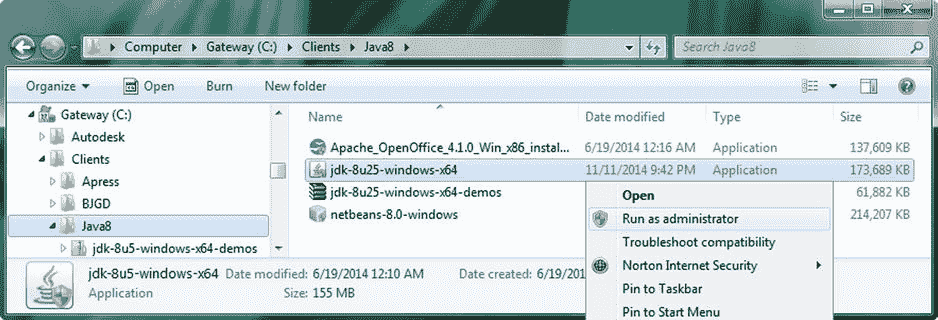 Computer Gateway (C:) Clients Java8 Search Java8
Organize Open Burn New folder
Name Date modified Type Size
Gateway (C:)
Autodesk
Clients
Apress
BJGD
Java8
jdk-8u5-windows-x64-demos
Apache_OpenOffice_4.1.0_Win_x86_instal... 6/19/2014 12:16 AM Application 137,609 KB
jdk-8u25-windows-x64 11/11/2014 9:42 PM Application 173,689 KB
jdk-8u25-windows-x64-demos 61,882 KB
netbeans-8.0-windows 214,207 KB
Open
Run as administrator
Troubleshoot compatibility
Norton Internet Security
Pin to Taskbar
Pin to Start Menu
jdk-8u5-windows-x64 Date modified: 6/19/2014 12:10 AM Date created: 6/19/201
Application Size: 155 MB